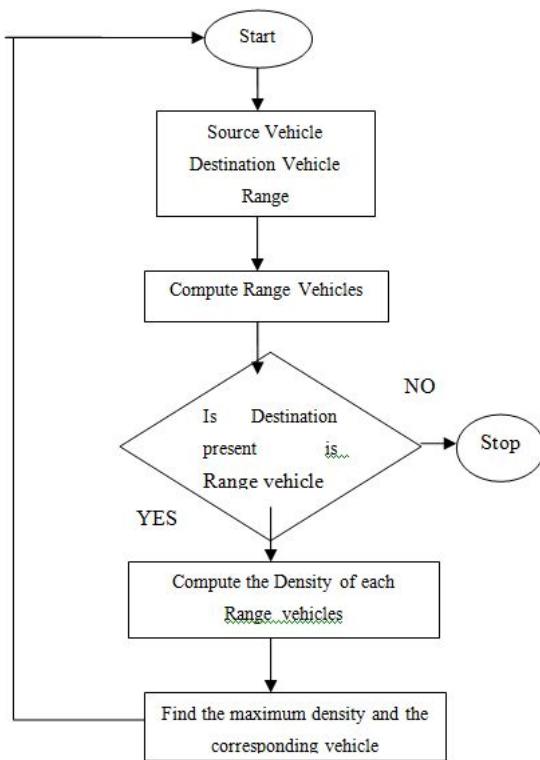 Start
Source Vehicle
Destination Vehicle
Range
Compute Range Vehicles
NO
Is Destination
present is
Range vehicle
Stop
YES
Compute the Density of each
Range vehicles
Find the maximum density and the
corresponding vehicle